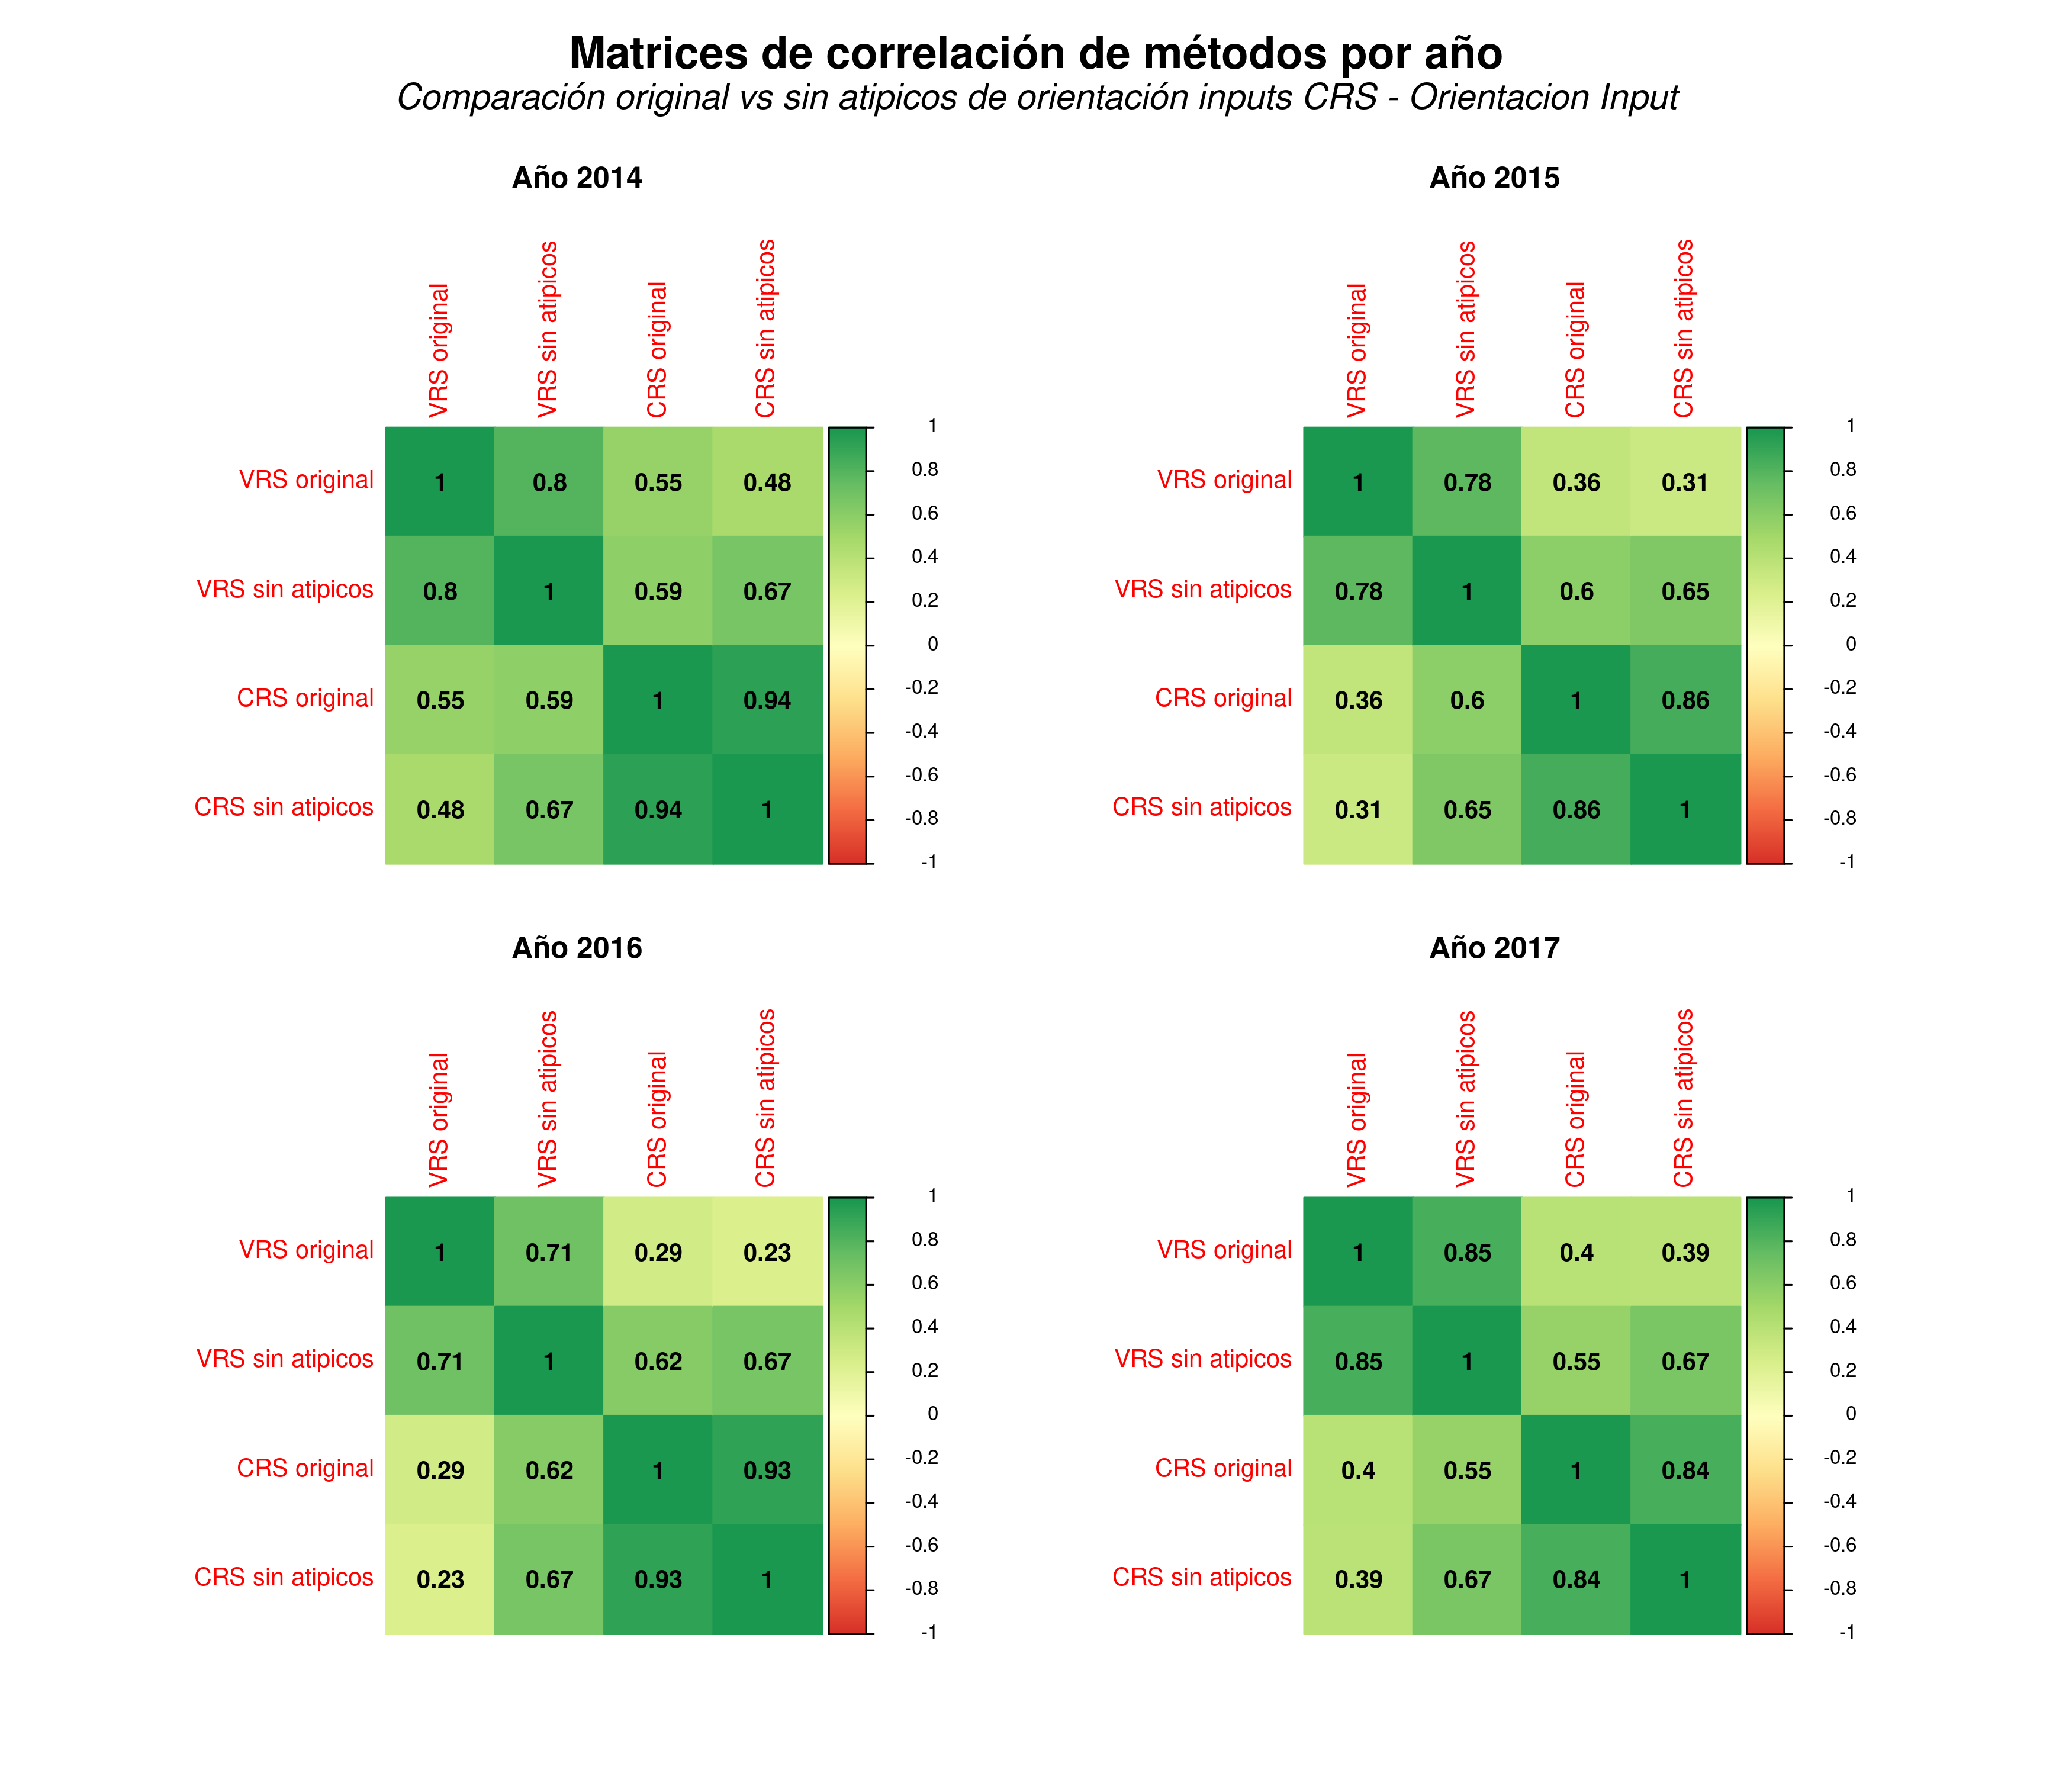 Matrices de correlación de métodos por año
Comparación original vs sin atipicos de orientación inputs CRS - Orientacion Input
Año 2014
VRS original
VRS sin atipicos
CRS original
CRS sin atipicos
VRS original 1 0.8 0.55 0.48
VRS sin atipicos 0.8 1 0.59 0.67
CRS original 0.55 0.59 1 0.94
CRS sin atipicos 0.48 0.67 0.94 1
1
0.8
0.6
0.4
0.2
0
-0.2
-0.4
-0.6
-0.8
-1
Año 2015
VRS original
VRS sin atipicos
CRS original
CRS sin atipicos
VRS original 1 0.78 0.36 0.31
VRS sin atipicos 0.78 1 0.6 0.65
CRS original 0.36 0.6 1 0.86
CRS sin atipicos 0.31 0.65 0.86 1
1
0.8
0.6
0.4
0.2
0
-0.2
-0.4
-0.6
-0.8
-1
Año 2016
VRS original
VRS sin atipicos
CRS original
CRS sin atipicos
VRS original 1 0.71 0.29 0.23
VRS sin atipicos 0.71 1 0.62 0.67
CRS original 0.29 0.62 1 0.93
CRS sin atipicos 0.23 0.67 0.93 1
1
0.8
0.6
0.4
0.2
0
-0.2
-0.4
-0.6
-0.8
-1
Año 2017
VRS original
VRS sin atipicos
CRS original
CRS sin atipicos
VRS original 1 0.85 0.4 0.39
VRS sin atipicos 0.85 1 0.55 0.67
CRS original 0.4 0.55 1 0.84
CRS sin atipicos 0.39 0.67 0.84 1
1
0.8
0.6
0.4
0.2
0
-0.2
-0.4
-0.6
-0.8
-1